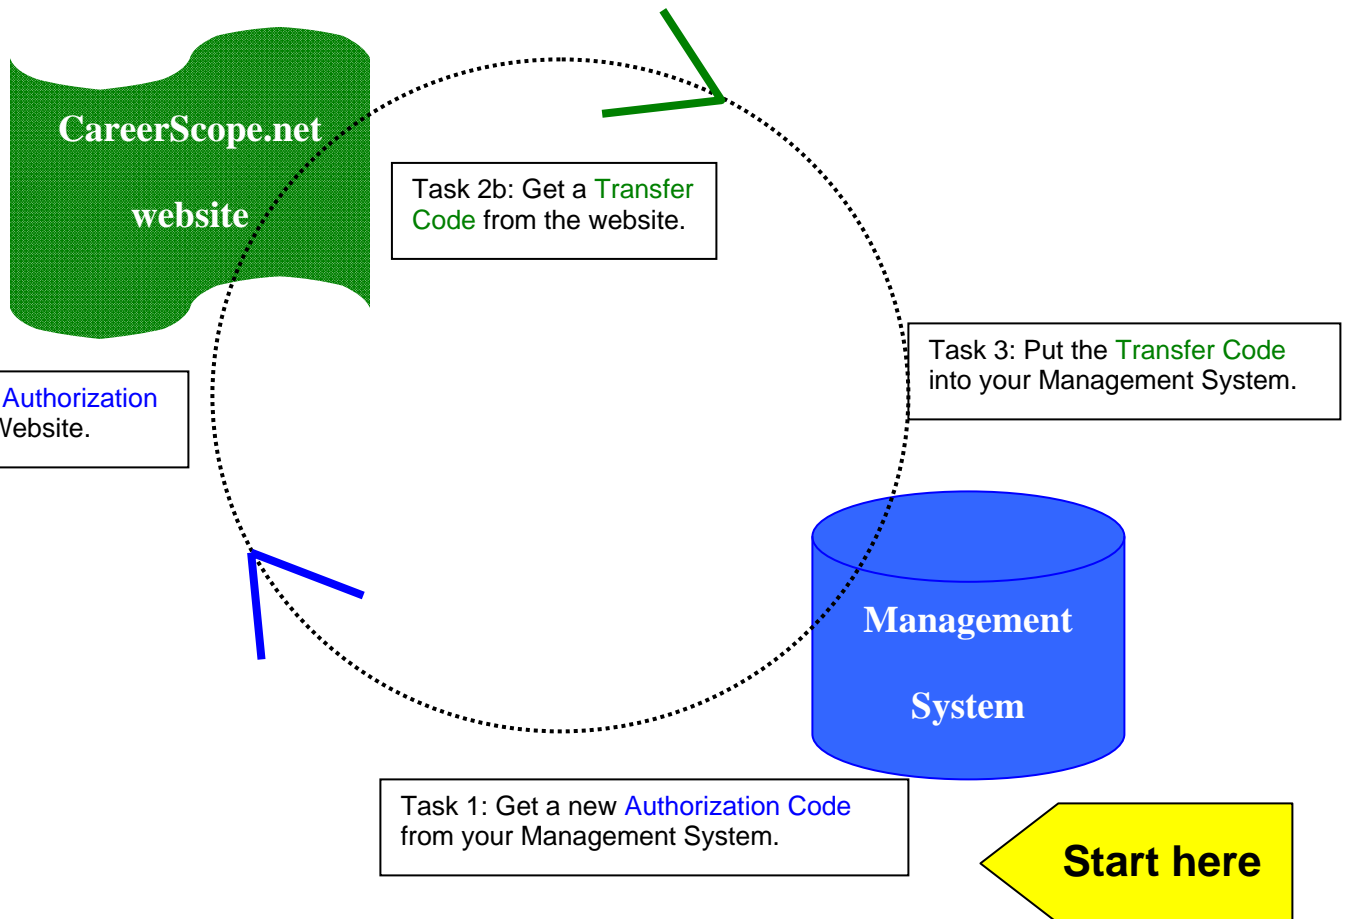 CareerScope.net
website
Task 2b: Get a Transfer
Code from the website.
Task 3: Put the Transfer Code
into your Management System.
Authorization
Website.
Management
System
Task 1: Get a new Authorization Code
from your Management System.
Start here